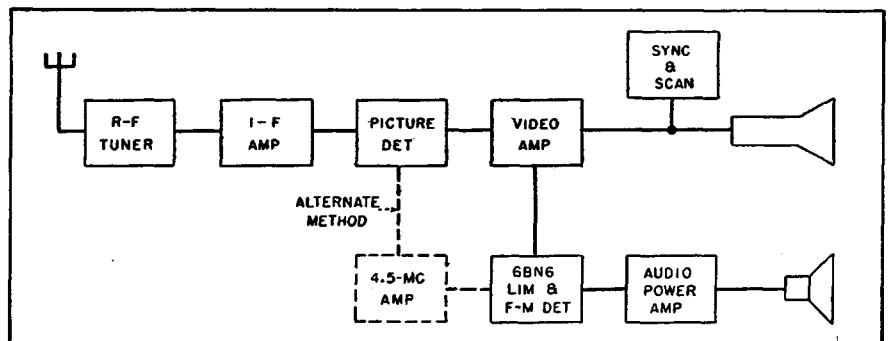 SYNC
&
SCAN
R-F
TUNER
I-F
AMP
PICTURE
DET
VIDEO
AMP
ALTERNATE
METHOD
4.5-MC
AMP
6BN6
LIM &
F-M DET
AUDIO
POWER
AMP